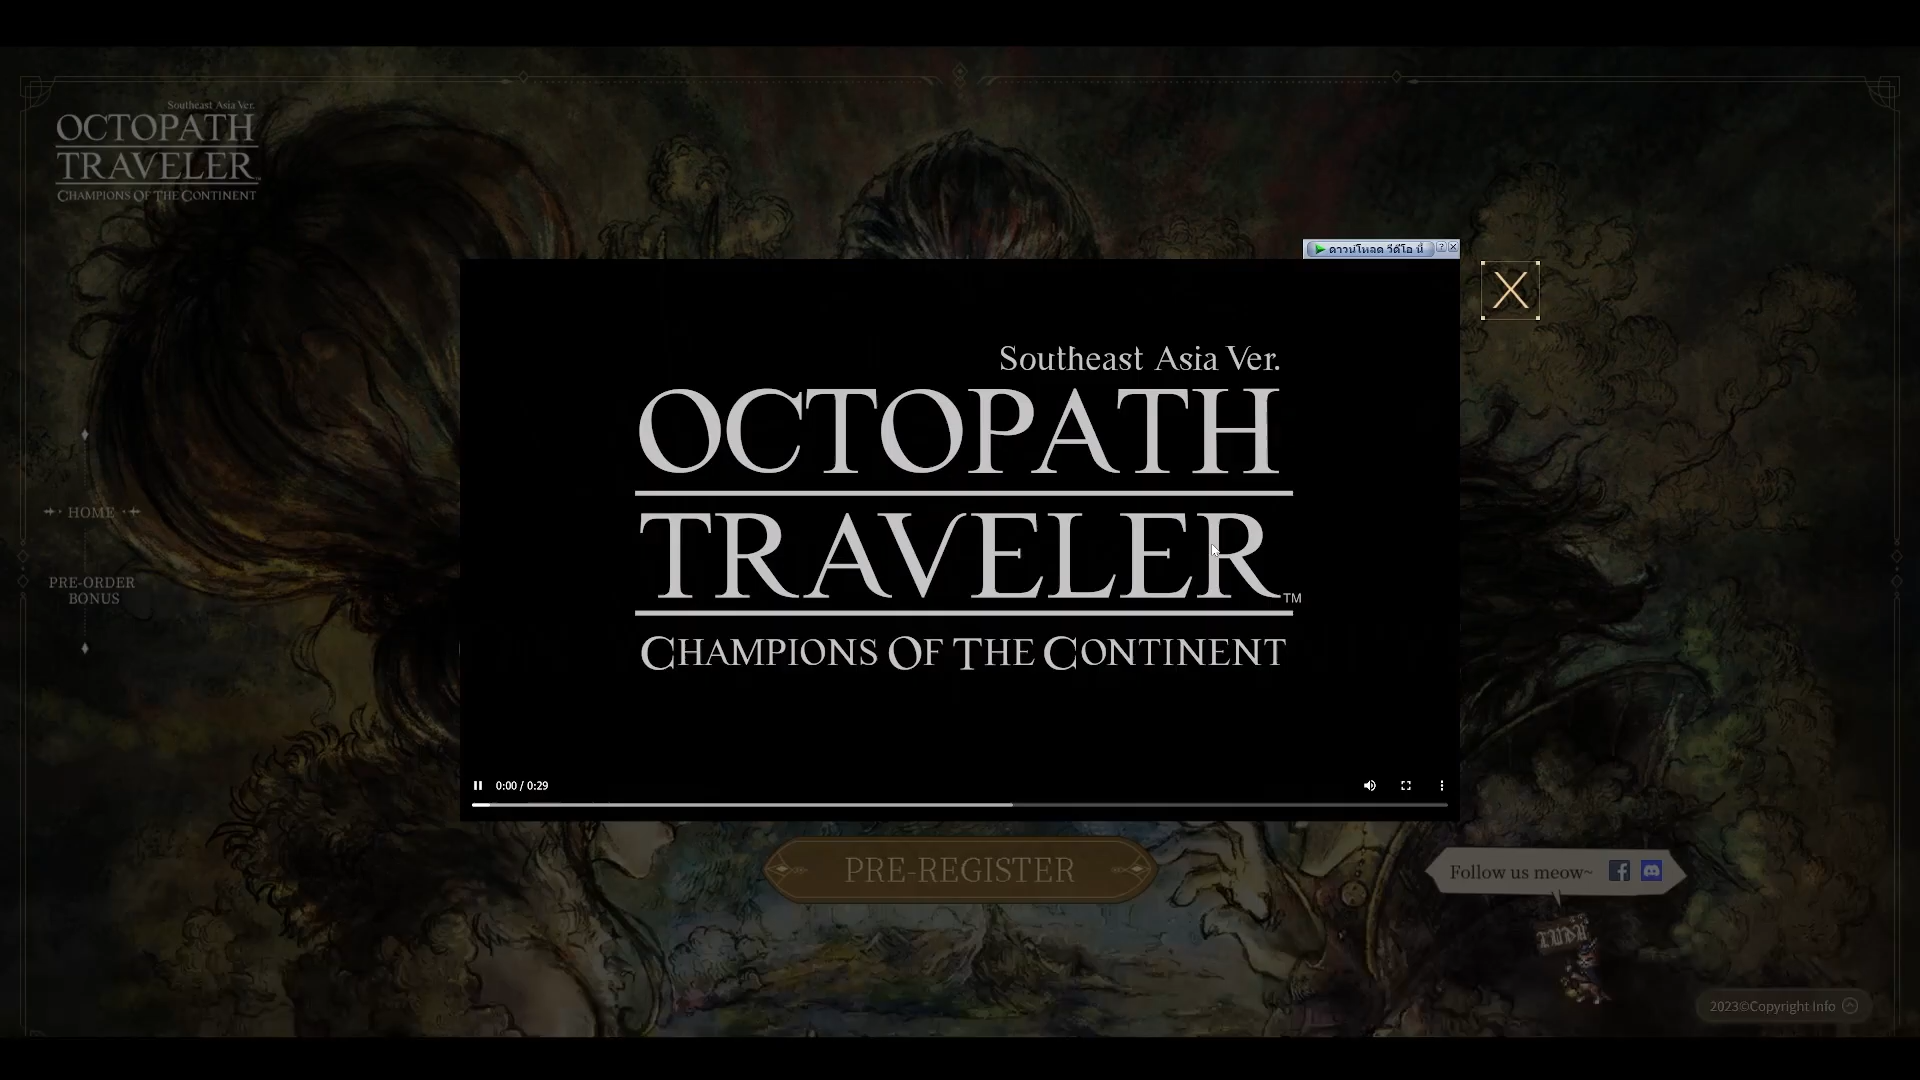 Southeast Asia Ver.
OCTOPATH
TRAVELER
CHAMPIONS OF THE CONTINENT
ดาวน์โหลด วีดีโอ นี้
Southeast Asia Ver.
OCTOPATH
TRAVELER™
CHAMPIONS OF THE CONTINENT
HOME
PRE-ORDER
BONUS
0:00 / 0:29
PRE-REGISTER
Follow us meow~
2023©Copyright Info